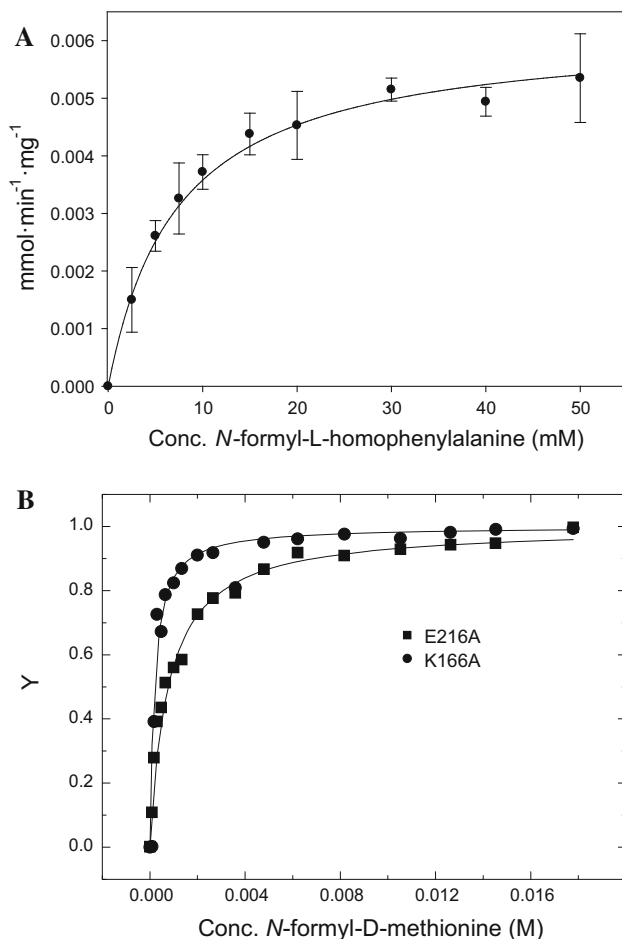 A
0.006
0.005
0.004
0.003
0.002
0.001
0.000
mmol·min⁻¹·mg⁻¹
0 10 20 30 40 50
Conc. N-formyl-L-homophenylalanine (mM)
B
1.0
0.8
0.6
0.4
0.2
0.0
Y
E216A
K166A
0.000 0.004 0.008 0.012 0.016
Conc. N-formyl-D-methionine (M)